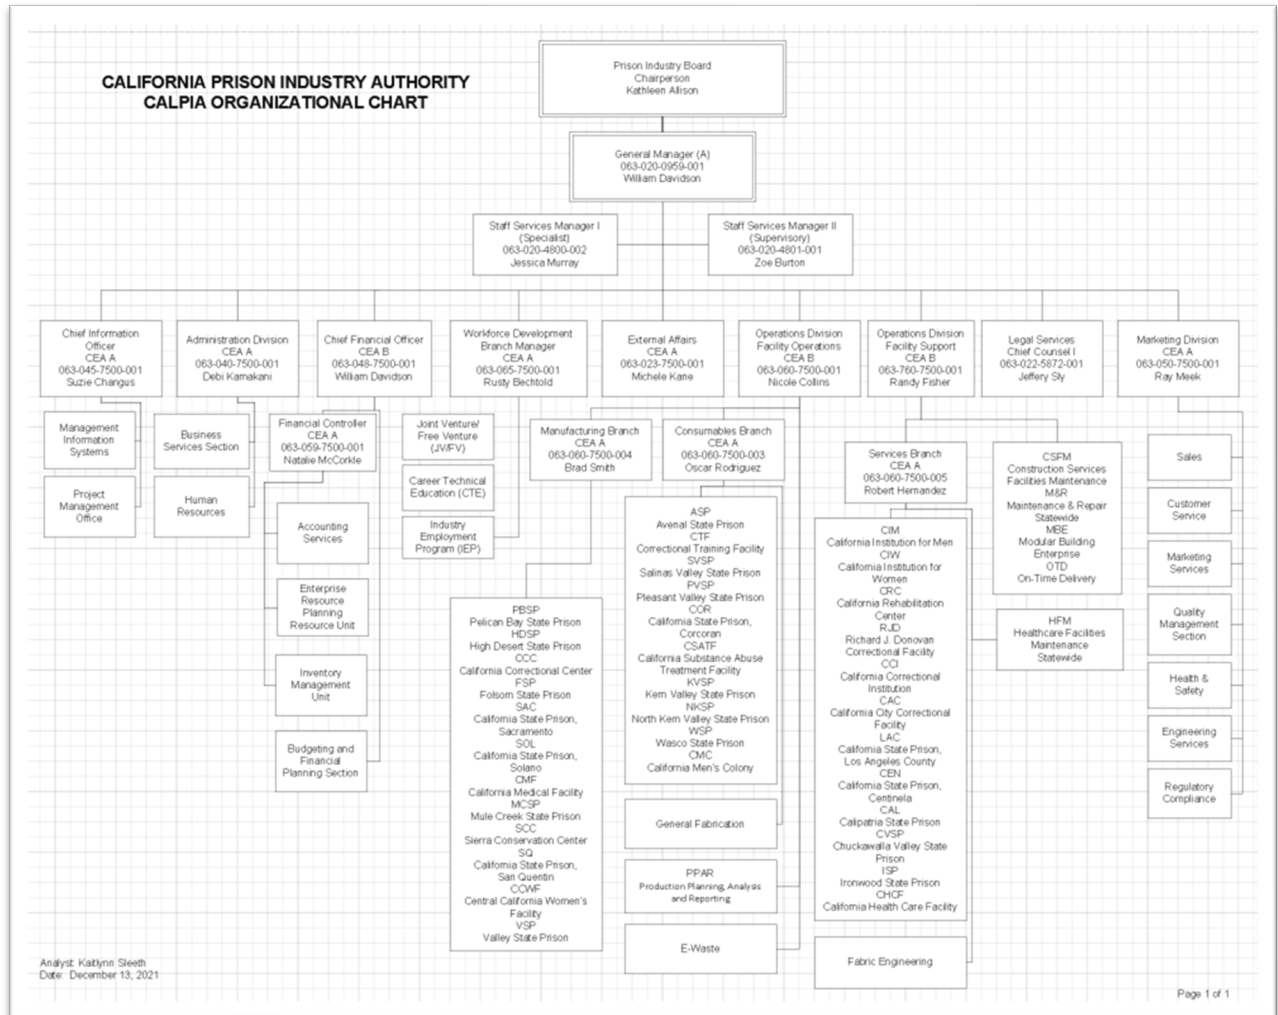 CALIFORNIA PRISON INDUSTRY AUTHORITY
CALPIA ORGANIZATIONAL CHART
Prison Industry Board
Chairperson
Kathleen Allison
General Manager (A)
063-020-0959-001
William Davidson
Staff Services Manager I
(Specialist)
063-020-4800-002
Jessica Murray
Staff Services Manager II
(Supervisory)
063-020-4801-001
Zoe Burton
Chief Information
Officer
CEA A
063-045-7500-001
Suzie Changus
Administration Division
CEA A
063-040-7500-001
Debi Kamakani
Chief Financial Officer
CEA B
063-048-7500-001
William Davidson
Workforce Development
Branch Manager
CEA A
063-065-7500-001
Rusty Bechtold
External Affairs
CEA A
063-023-7500-001
Michele Kane
Operations Division
Facility Operations
CEA B
063-060-7500-001
Nicole Collins
Operations Division
Facility Support
CEA B
063-760-7500-001
Randy Fisher
Legal Services
Chief Counsel I
063-022-5872-001
Jeffery Sly
Marketing Division
CEA A
063-050-7500-001
Ray Meek
Management
Information
Systems
Project
Management
Office
Business
Services Section
Human
Resources
Financial Controller
CEA A
063-059-7500-001
Natalie McCorkle
Accounting
Services
Enterprise
Resource
Planning
Resource Unit
Inventory
Management
Unit
Budgeting and
Financial
Planning Section
Joint Venture/
Free Venture
(JV/FV)
Career Technical
Education (CTE)
Industry
Employment
Program (IEP)
Manufacturing Branch
CEA A
063-060-7500-004
Brad Smith
PBSP
Pelican Bay State Prison
HDSP
High Desert State Prison
CCC
California Correctional Center
FSP
Folsom State Prison
SAC
California State Prison,
Sacramento
SOL
California State Prison,
Solano
CMF
California Medical Facility
MCSP
Mule Creek State Prison
SCC
Sierra Conservation Center
SQ
California State Prison,
San Quentin
CCWF
Central California Women's
Facility
VSP
Valley State Prison
Consumables Branch
CEA A
063-060-7500-003
Oscar Rodriguez
ASP
Avenal State Prison
CTF
Correctional Training Facility
SVSP
Salinas Valley State Prison
PVSP
Pleasant Valley State Prison
COR
California State Prison,
Corcoran
CSATF
California Substance Abuse
Treatment Facility
KVSP
Kern Valley State Prison
NKSP
North Kern Valley State Prison
WSP
Wasco State Prison
CMC
California Men's Colony
General Fabrication
PPAR
Production Planning, Analysis
and Reporting
E-Waste
Services Branch
CEA A
063-060-7500-005
Robert Hernandez
CIM
California Institution for Men
CIW
California Institution for
Women
CRC
California Rehabilitation
Center
RJD
Richard J. Donovan
Correctional Facility
CCI
California Correctional
Institution
CAC
California City Correctional
Facility
LAC
California State Prison,
Los Angeles County
CEN
California State Prison,
Centinela
CAL
Calipatria State Prison
CVSP
Chuckawalla Valley State
Prison
ISP
Ironwood State Prison
CHCF
California Health Care Facility
Fabric Engineering
CSFM
Construction Services
Facilities Maintenance
M&R
Maintenance & Repair
Statewide
MBE
Modular Building
Enterprise
OTD
On-Time Delivery
HFM
Healthcare Facilities
Maintenance
Statewide
Sales
Customer
Service
Marketing
Services
Quality
Management
Section
Health &
Safety
Engineering
Services
Regulatory
Compliance
Analyst: Kaitlynn Sleeth
Date: December 13, 2021
Page 1 of 1